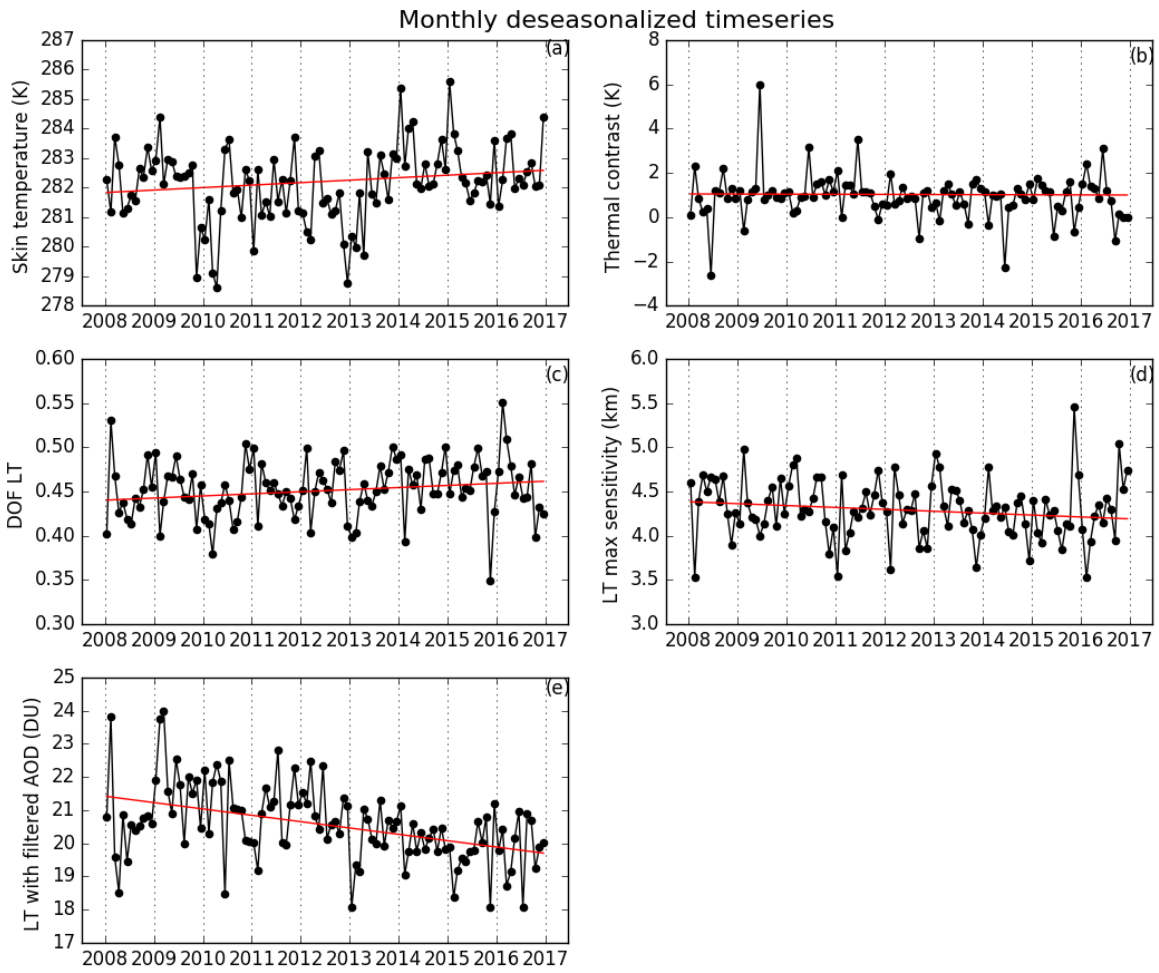 Monthly deseasonalized timeseries
(a)
Skin temperature (K)
287
286
285
284
283
282
281
280
279
278
2008 2009 2010 2011 2012 2013 2014 2015 2016 2017
(b)
Thermal contrast (K)
8
6
4
2
0
−2
−4
2008 2009 2010 2011 2012 2013 2014 2015 2016 2017
(c)
DOF LT
0.60
0.55
0.50
0.45
0.40
0.35
0.30
2008 2009 2010 2011 2012 2013 2014 2015 2016 2017
(d)
LT max sensitivity (km)
6.0
5.5
5.0
4.5
4.0
3.5
3.0
2008 2009 2010 2011 2012 2013 2014 2015 2016 2017
(e)
LT with filtered AOD (DU)
25
24
23
22
21
20
19
18
17
2008 2009 2010 2011 2012 2013 2014 2015 2016 2017